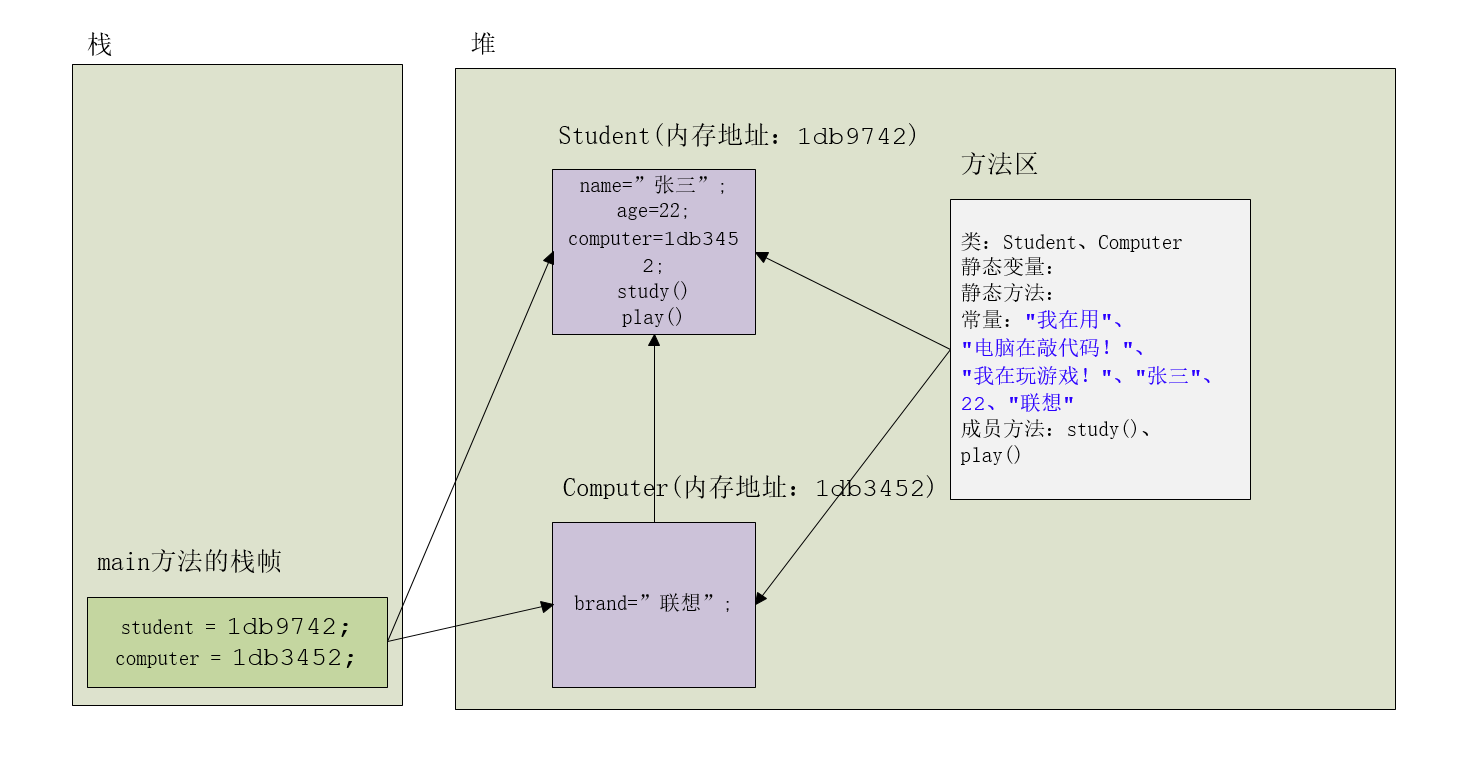 栈
堆
Student(内存地址：1db9742)
name=”张三”;
age=22;
computer=1db345
2;
study()
play()
方法区
类：Student、Computer
静态变量：
静态方法：
常量："我在用"、
"电脑在敲代码！"、
"我在玩游戏！"、"张三"、
22、"联想"
成员方法：study()、
play()
Computer(内存地址：1db3452)
brand=”联想”;
main方法的栈帧
student = 1db9742;
computer = 1db3452;